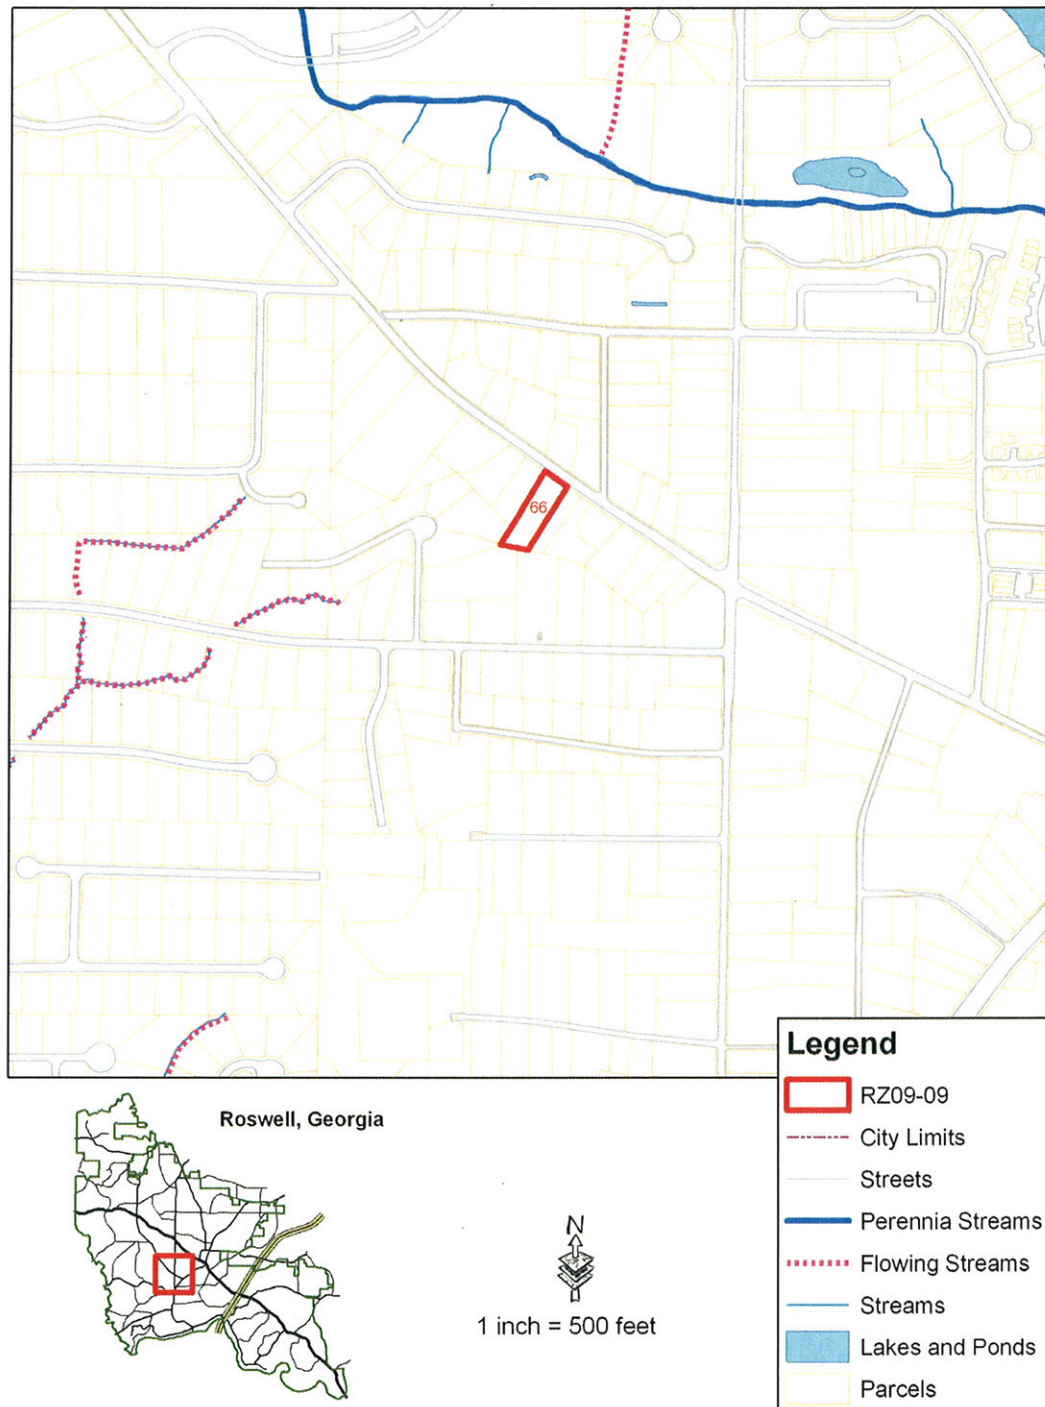 66
Legend
RZ09-09
City Limits
Streets
Perennia Streams
Flowing Streams
Streams
Lakes and Ponds
Parcels
Roswell, Georgia
N
1 inch = 500 feet